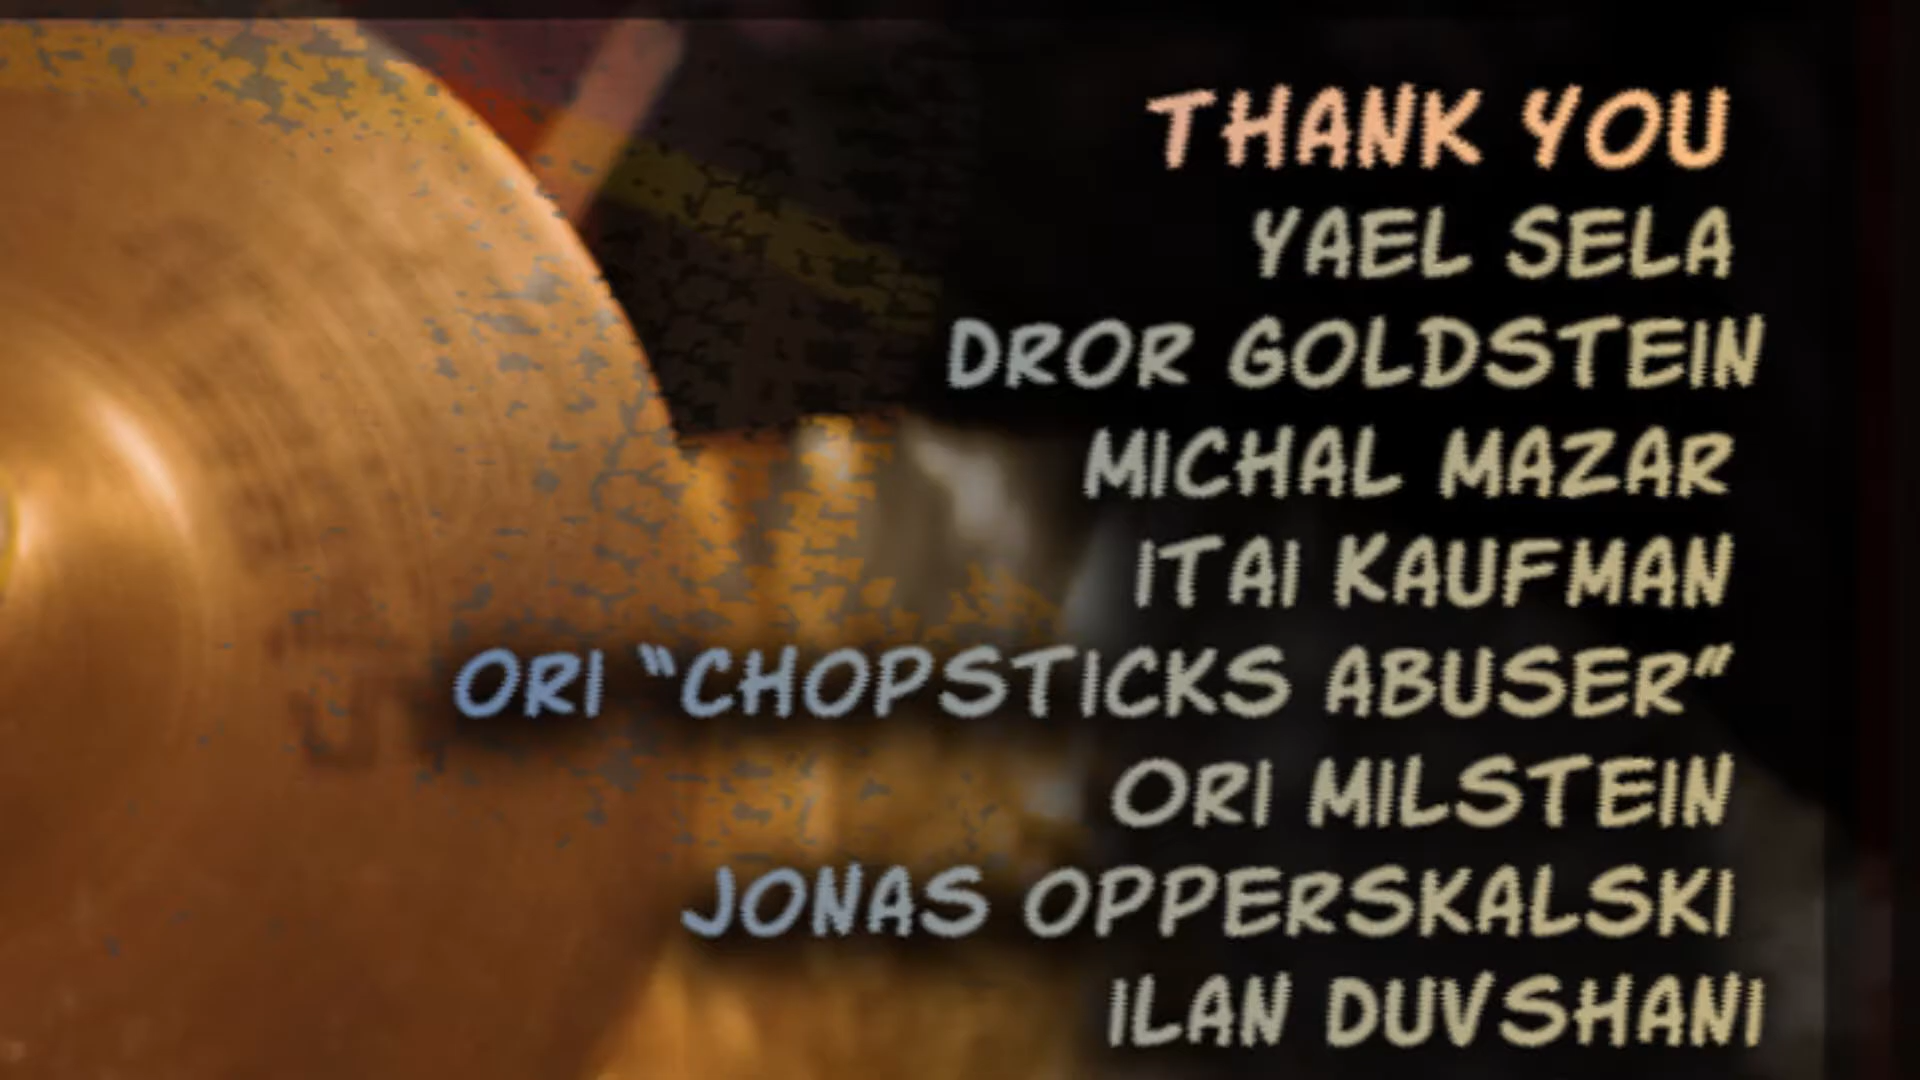 THANK YOU
YAEL SELA
DROR GOLDSTEIN
MICHAL MAZAR
ITAI KAUFMAN
ORI “CHOPSTICKS ABUSER”
ORI MILSTEIN
JONAS OPPERSKALSKI
ILAN DUVSHANI